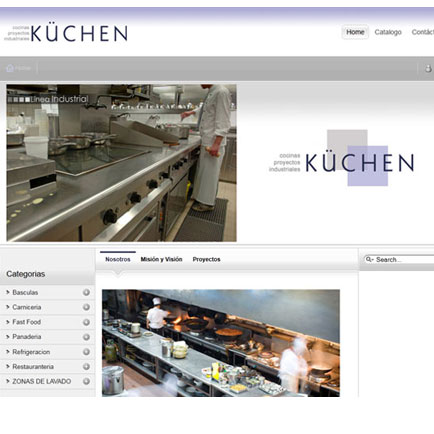 cocinas
proyectos
industriales
KÜCHEN
Home
Catalogo
Contác
Home
Linea Industrial
cocinas
proyectos
industriales
KÜCHEN
Nosotros
Misión y Visión
Proyectos
Search...
Categorias
Basculas
Carniceria
Fast Food
Panaderia
Refrigeracion
Restauranteria
ZONAS DE LAVADO